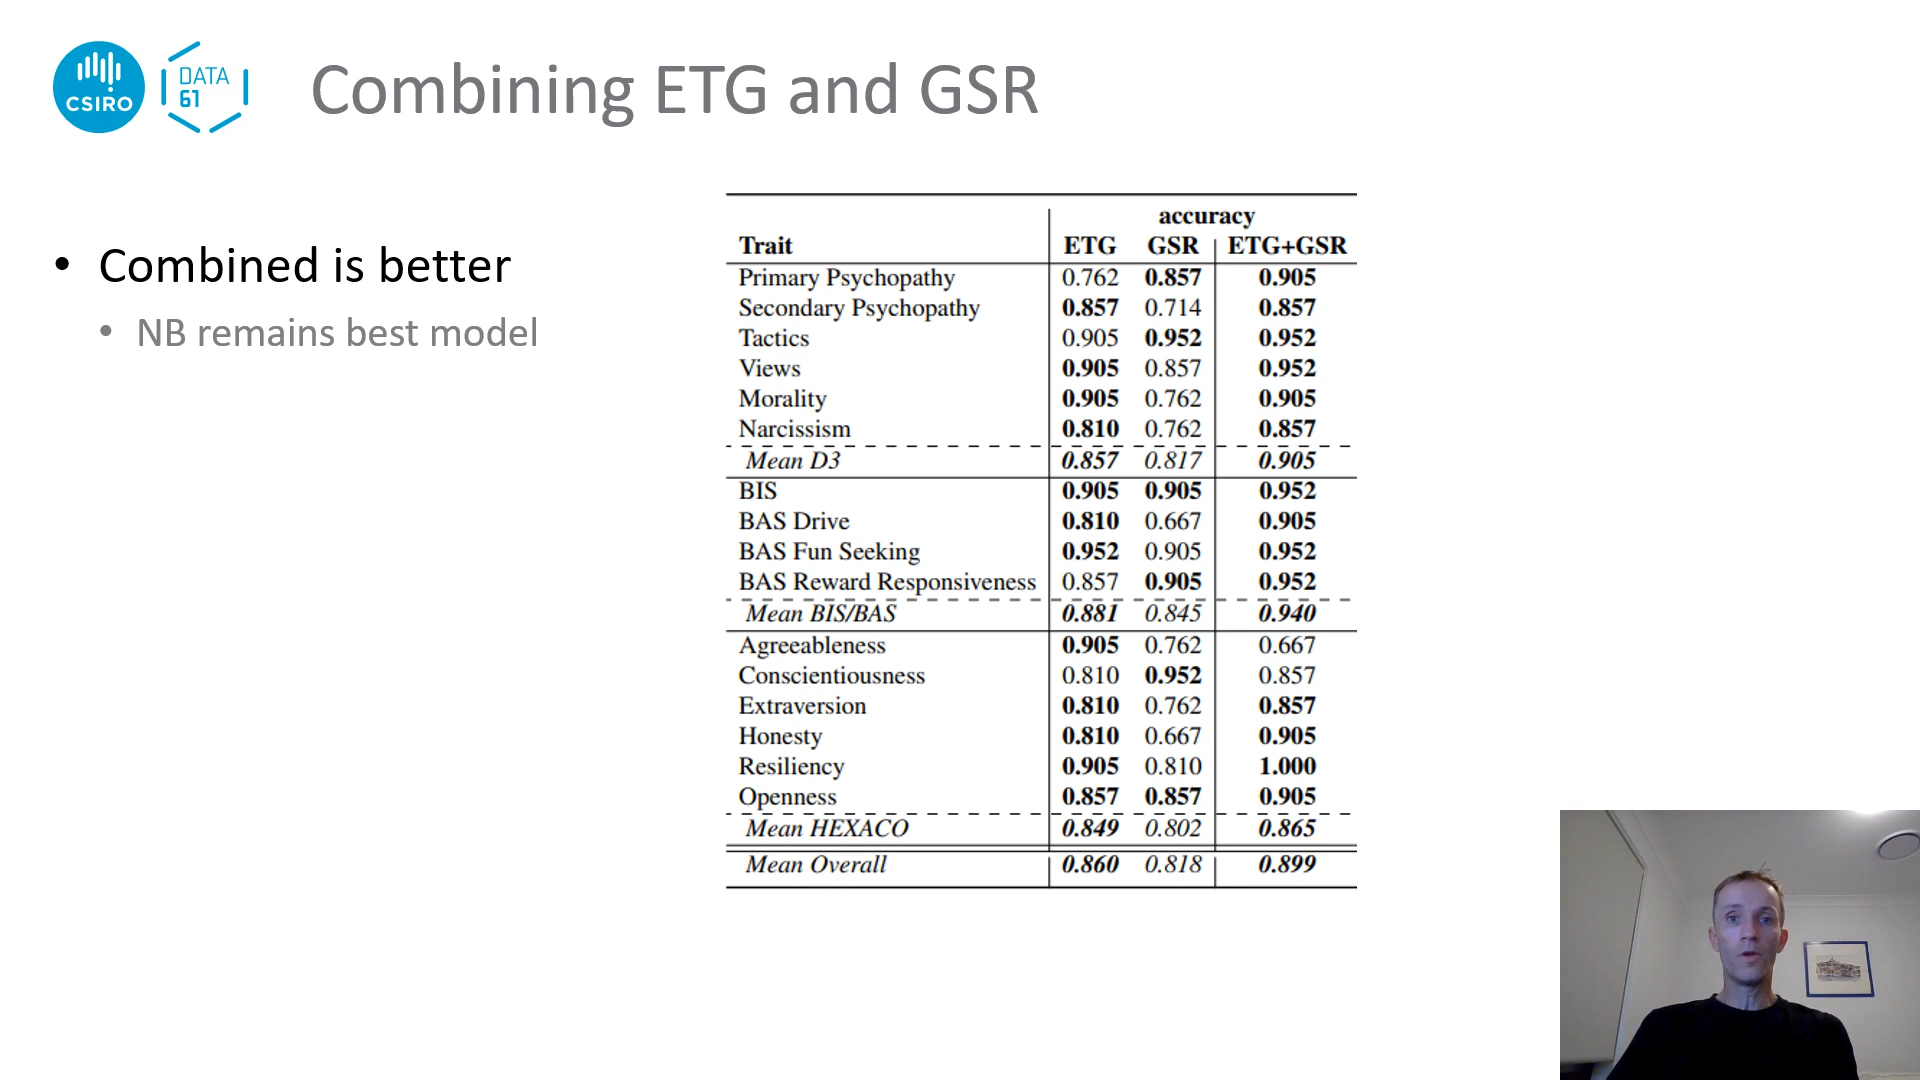 CSIRO
DATA
61
Combining ETG and GSR
• Combined is better
• NB remains best model
accuracy
Trait ETG GSR ETG+GSR
Primary Psychopathy 0.762 0.857 0.905
Secondary Psychopathy 0.857 0.714 0.857
Tactics 0.905 0.952 0.952
Views 0.905 0.857 0.952
Morality 0.905 0.762 0.905
Narcissism 0.810 0.762 0.857
Mean D3 0.857 0.817 0.905
BIS 0.905 0.905 0.952
BAS Drive 0.810 0.667 0.905
BAS Fun Seeking 0.952 0.905 0.952
BAS Reward Responsiveness 0.857 0.905 0.952
Mean BIS/BAS 0.881 0.845 0.940
Agreeableness 0.905 0.762 0.667
Conscientiousness 0.810 0.952 0.857
Extraversion 0.810 0.762 0.857
Honesty 0.810 0.667 0.905
Resiliency 0.905 0.810 1.000
Openness 0.857 0.857 0.905
Mean HEXACO 0.849 0.802 0.865
Mean Overall 0.860 0.818 0.899